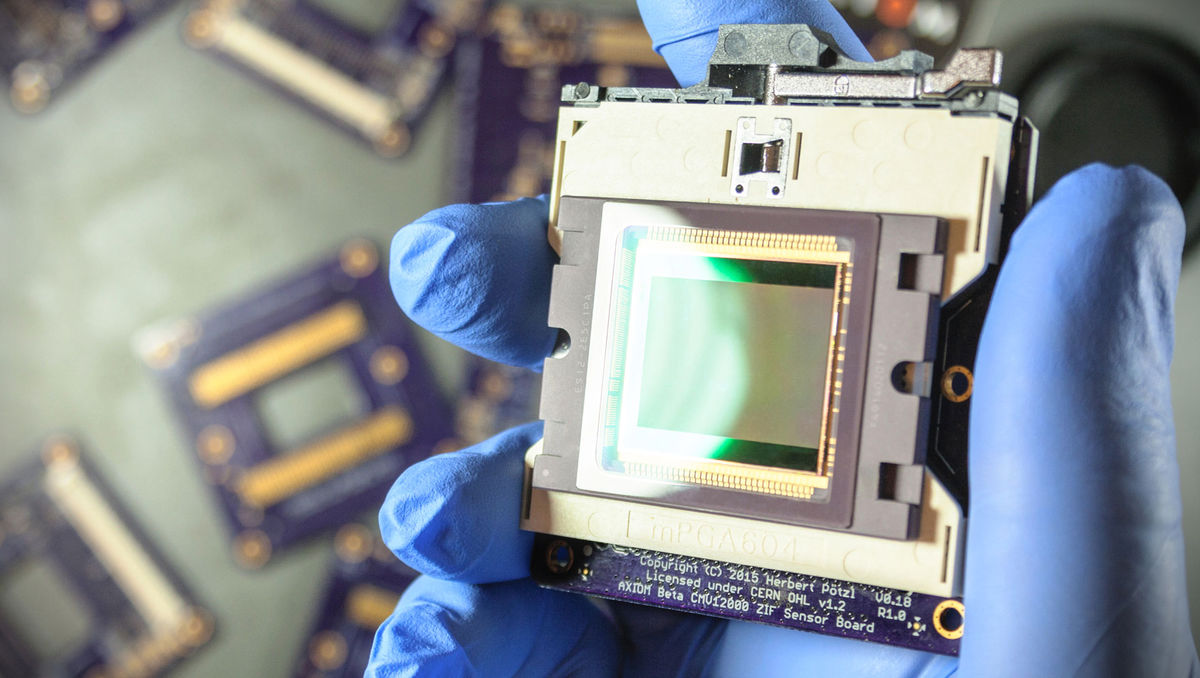 mPGA604
Copyright (C) 2015 Herbert Pötzl V0.18
Licensed under CERN OHL v1.2 R1.0
AXIOM Beta CMV12000 ZIF Sensor Board